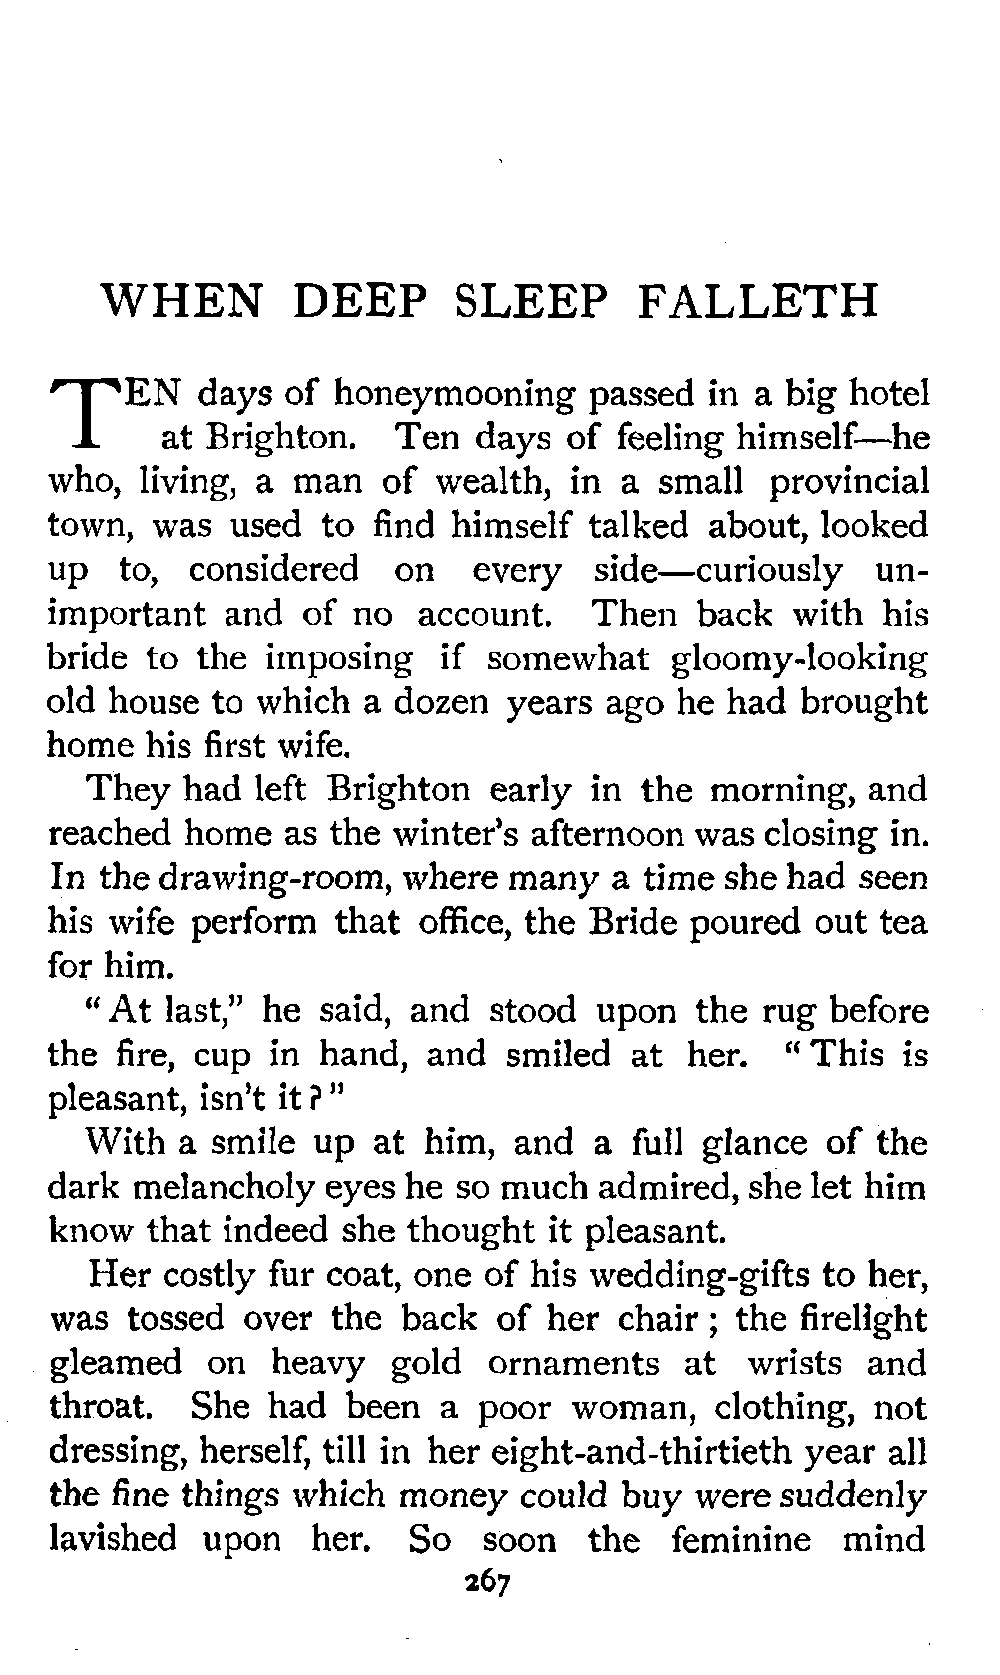 WHEN DEEP SLEEP FALLETH
TEN days of honeymooning passed in a big hotel
at Brighton. Ten days of feeling himself—he
who, living, a man of wealth, in a small provincial
town, was used to find himself talked about, looked
up to, considered on every side—curiously un-
important and of no account. Then back with his
bride to the imposing if somewhat gloomy-looking
old house to which a dozen years ago he had brought
home his first wife.
They had left Brighton early in the morning, and
reached home as the winter's afternoon was closing in.
In the drawing-room, where many a time she had seen
his wife perform that office, the Bride poured out tea
for him.
"At last," he said, and stood upon the rug before
the fire, cup in hand, and smiled at her. "This is
pleasant, isn't it?"
With a smile up at him, and a full glance of the
dark melancholy eyes he so much admired, she let him
know that indeed she thought it pleasant.
Her costly fur coat, one of his wedding-gifts to her,
was tossed over the back of her chair; the firelight
gleamed on heavy gold ornaments at wrists and
throat. She had been a poor woman, clothing, not
dressing, herself, till in her eight-and-thirtieth year all
the fine things which money could buy were suddenly
lavished upon her. So soon the feminine mind
267